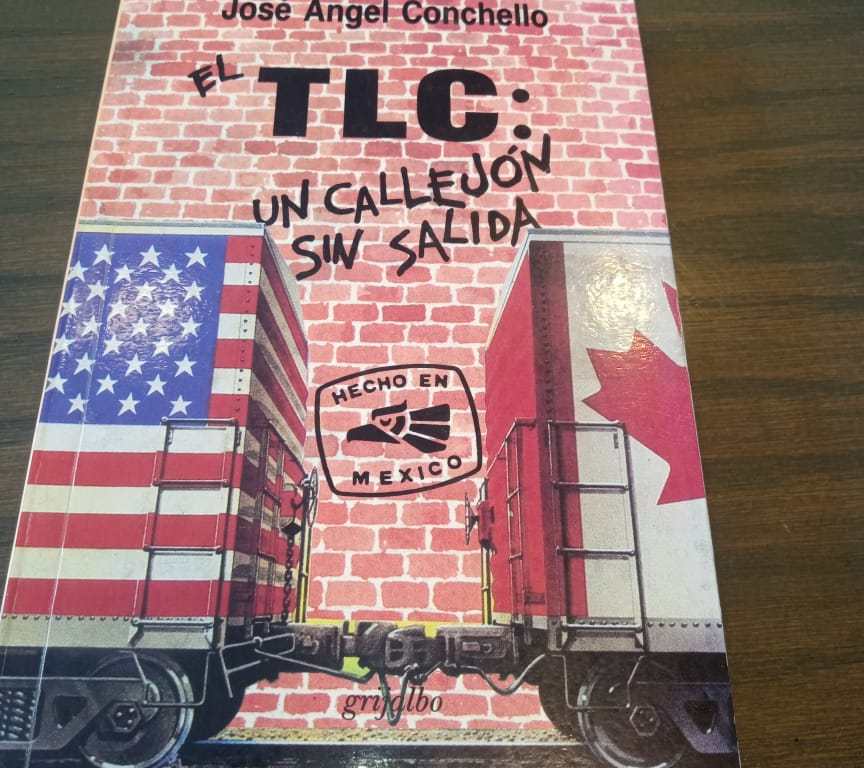 José Angel Conchello
EL
TLC:
UN CALLEJÓN
SIN SALIDA
HECHO EN
MEXICO
grijalbo